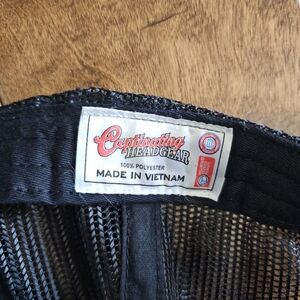 Captivating
HEADGEAR
100% POLYESTER
MADE IN VIETNAM